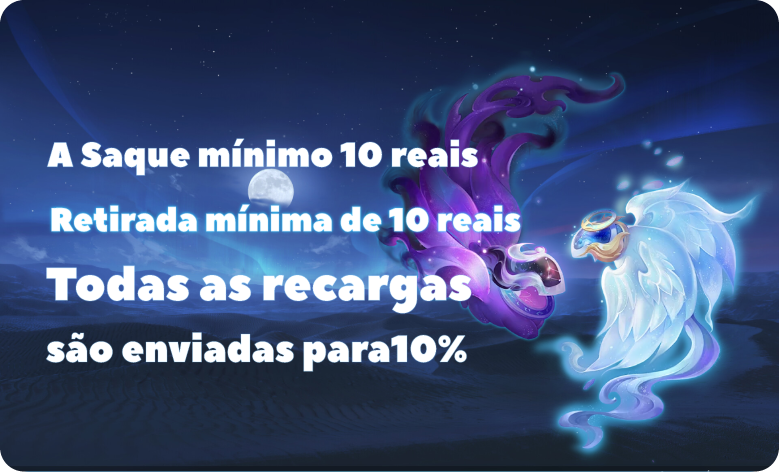 A Saque mínimo 10 reais
Retirada mínima de 10 reais
Todas as recargas
são enviadas para10%